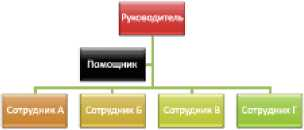 Руководитель
Помощник
Сотрудник А
Сотрудник Б
Сотрудник В
Сотрудник Г